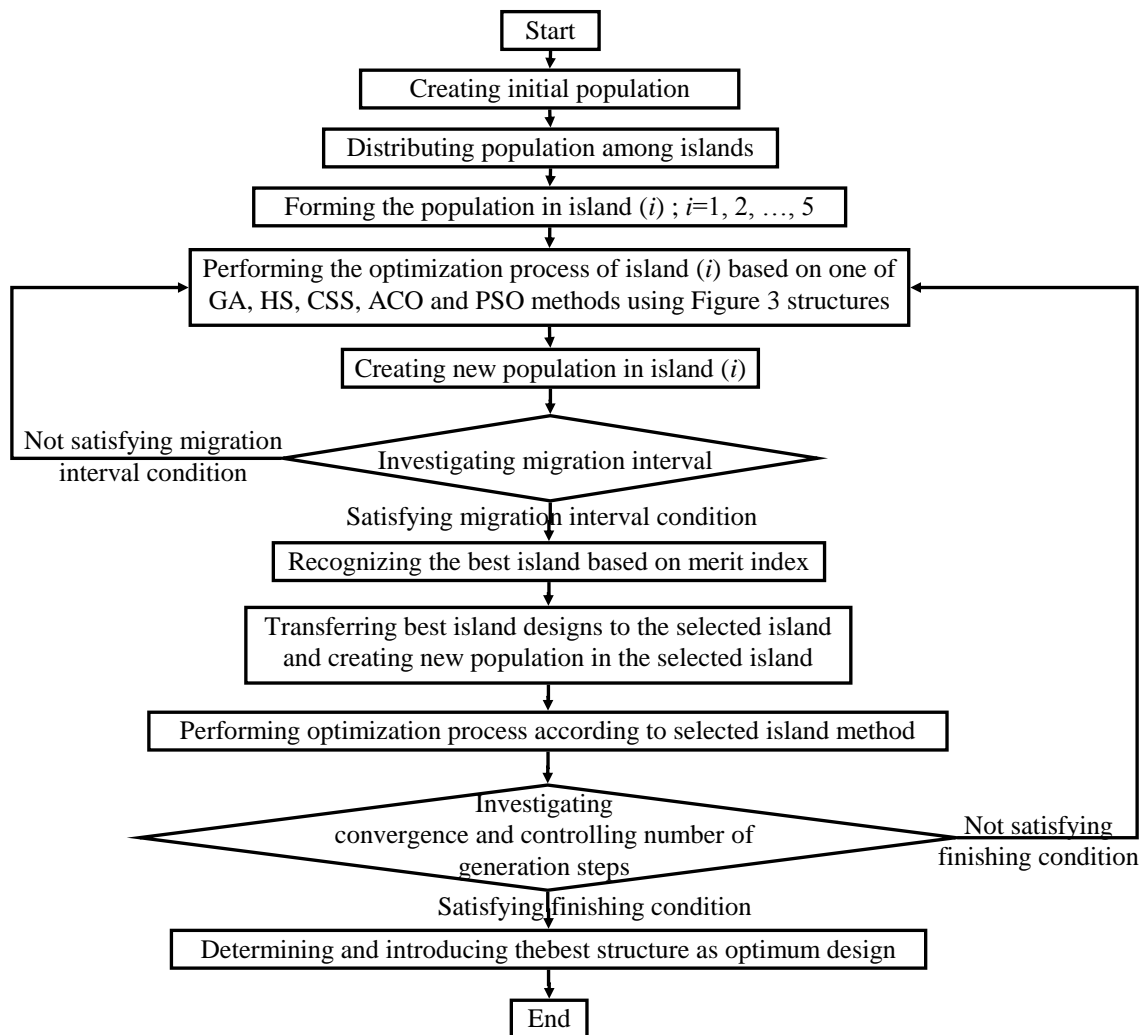 Start
Creating initial population
Distributing population among islands
Forming the population in island (i) ; i=1, 2, …, 5
Performing the optimization process of island (i) based on one of
GA, HS, CSS, ACO and PSO methods using Figure 3 structures
Creating new population in island (i)
Not satisfying migration
interval condition
Investigating migration interval
Satisfying migration interval condition
Recognizing the best island based on merit index
Transferring best island designs to the selected island
and creating new population in the selected island
Performing optimization process according to selected island method
Investigating
convergence and controlling number of
generation steps
Not satisfying
finishing condition
Satisfying finishing condition
Determining and introducing thebest structure as optimum design
End